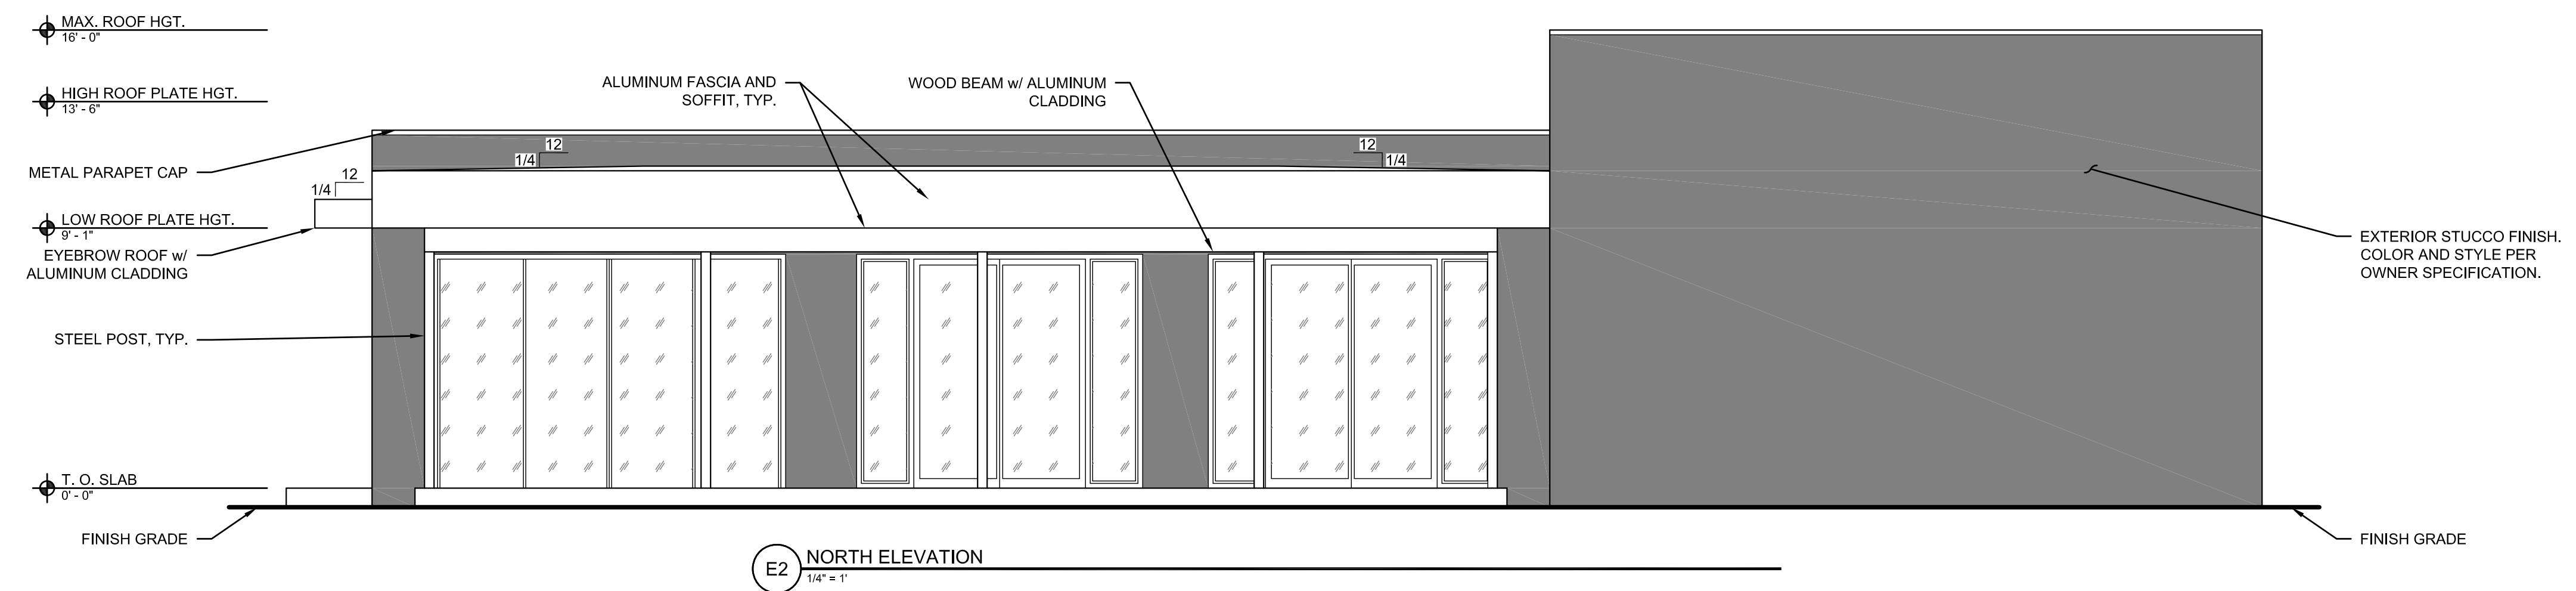 MAX. ROOF HGT.
16' - 0"
HIGH ROOF PLATE HGT.
13' - 6"
ALUMINUM FASCIA AND
SOFFIT, TYP.
WOOD BEAM w/ ALUMINUM
CLADDING
12
1/4
12
1/4
METAL PARAPET CAP
12
1/4
LOW ROOF PLATE HGT.
9' - 1"
EYEBROW ROOF w/
ALUMINUM CLADDING
EXTERIOR STUCCO FINISH.
COLOR AND STYLE PER
OWNER SPECIFICATION.
STEEL POST, TYP.
T. O. SLAB
0' - 0"
FINISH GRADE
FINISH GRADE
E2
NORTH ELEVATION
1/4" = 1'